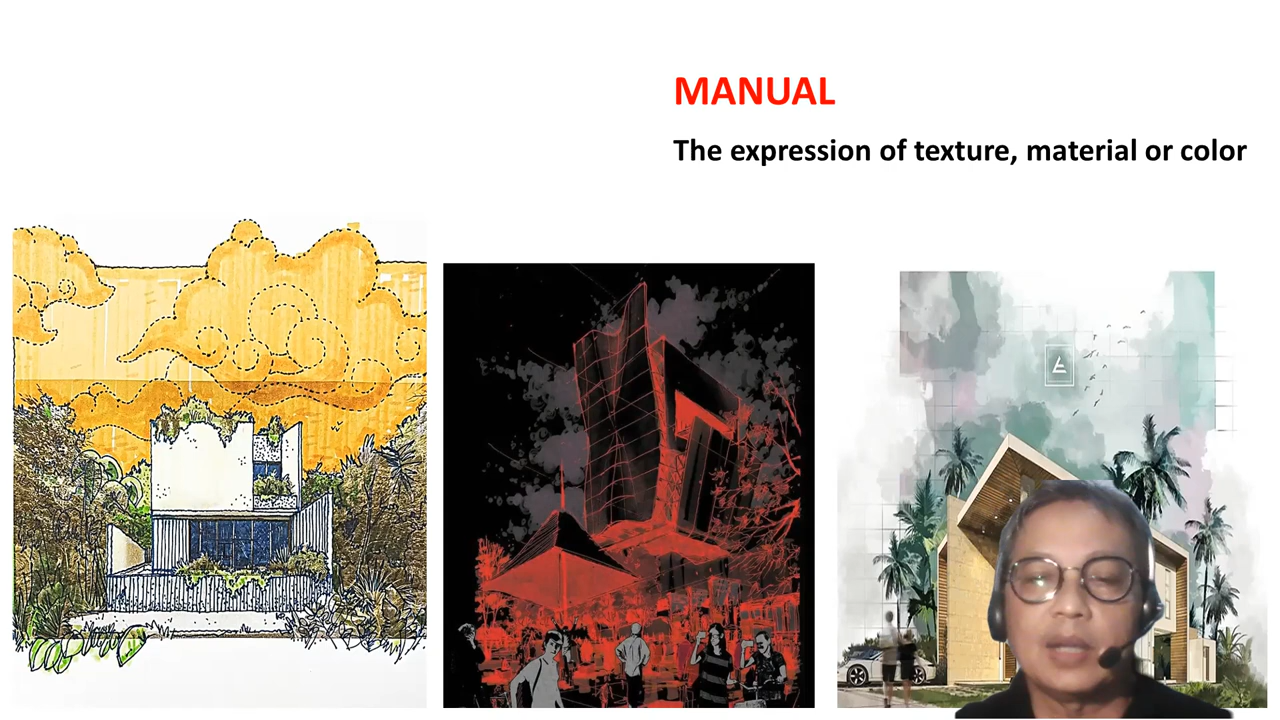 MANUAL
The expression of texture, material or color